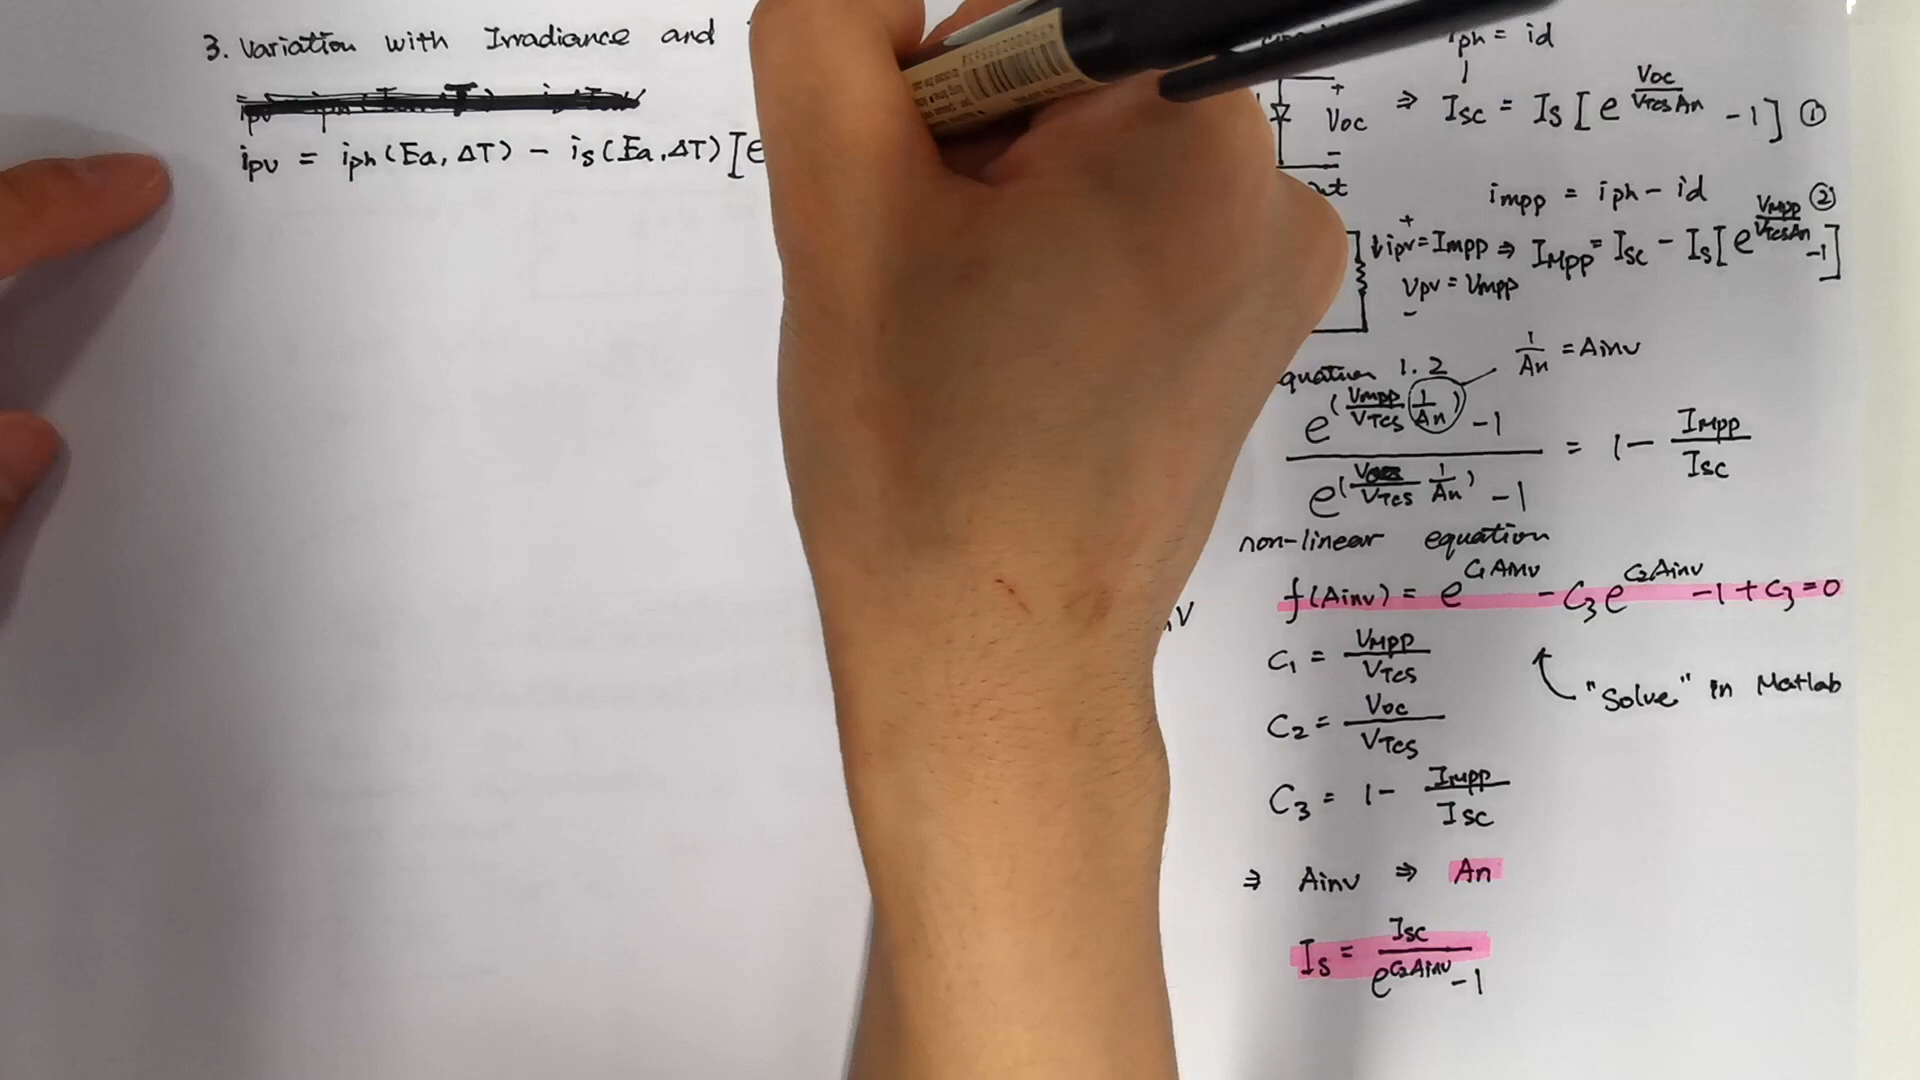 3. Variation with Irradiance and
ipv = iph (Ea, ΔT) - is (Ea, ΔT) [e
iph = id
+
Voc
-
⇒ Isc = Is [e^(Voc/VTCSAn) -1] ①
impp = iph - id ②
+
↓ipv = Impp ⇒ IMPP = Isc - Is [e^(VMPP/VTCSAn) -1]
Vpv = Vmpp
-
quation 1.2
1/An = Ainv
(e^(VMPP/VTCS 1/An) -1) / (e^(Voc/VTCS 1/An) -1) = 1 - IMPP/Isc
non-linear equation
f(Ainv) = e^(C1Ainv) - C3e^(C2Ainv) -1 + C3 = 0
C1 = VMPP/VTCS
"Solve" in Matlab
C2 = Voc/VTCS
C3 = 1 - IMPP/Isc
⇒ Ainv ⇒ An
Is = Isc/(e^(C2Ainv) -1)